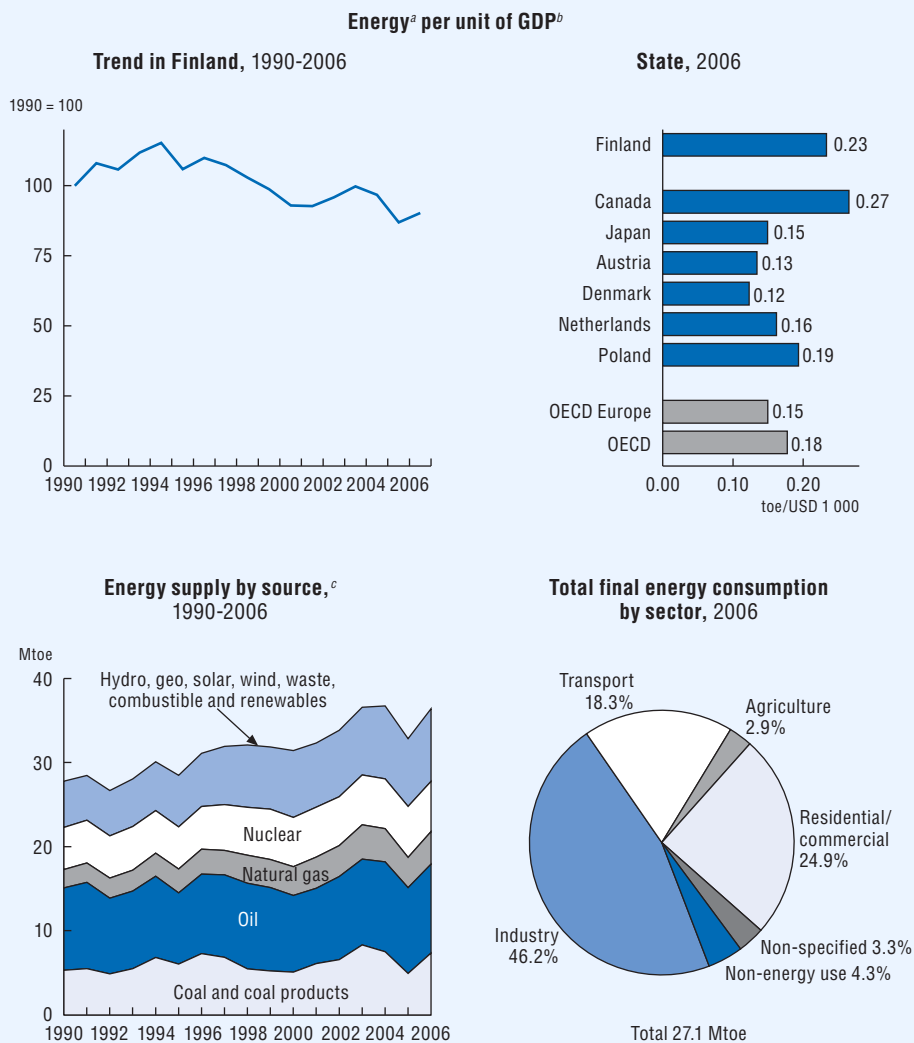 Energyª per unit of GDPᵇ
Trend in Finland, 1990-2006
1990 = 100
100
75
50
25
0
1990 1992 1994 1996 1998 2000 2002 2004 2006
State, 2006
Finland 0.23
Canada 0.27
Japan 0.15
Austria 0.13
Denmark 0.12
Netherlands 0.16
Poland 0.19
OECD Europe 0.15
OECD 0.18
0.00 0.10 0.20
toe/USD 1 000
Energy supply by source,ᶜ
1990-2006
Mtoe
40
30
20
10
0
Hydro, geo, solar, wind, waste,
combustible and renewables
Nuclear
Natural gas
Oil
Coal and coal products
1990 1992 1994 1996 1998 2000 2002 2004 2006
Total final energy consumption
by sector, 2006
Transport
18.3%
Agriculture
2.9%
Residential/
commercial
24.9%
Industry
46.2%
Non-specified 3.3%
Non-energy use 4.3%
Total 27.1 Mtoe